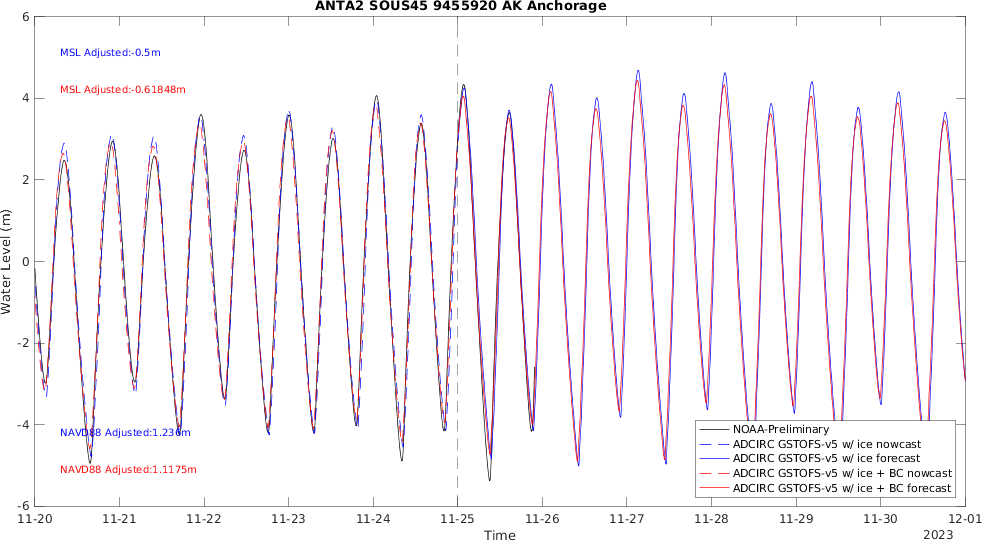 ANTA2 SOUS45 9455920 AK Anchorage
MSL Adjusted:-0.5m
MSL Adjusted:-0.61848m
NAVD88 Adjusted:1.236m
NAVD88 Adjusted:1.1175m
Water Level (m)
6
4
2
0
-2
-4
-6
NOAA-Preliminary
ADCIRC GSTOFS-v5 w/ ice nowcast
ADCIRC GSTOFS-v5 w/ ice forecast
ADCIRC GSTOFS-v5 w/ ice + BC nowcast
ADCIRC GSTOFS-v5 w/ ice + BC forecast
11-20 11-21 11-22 11-23 11-24 11-25 11-26 11-27 11-28 11-29 11-30 12-01
Time
2023